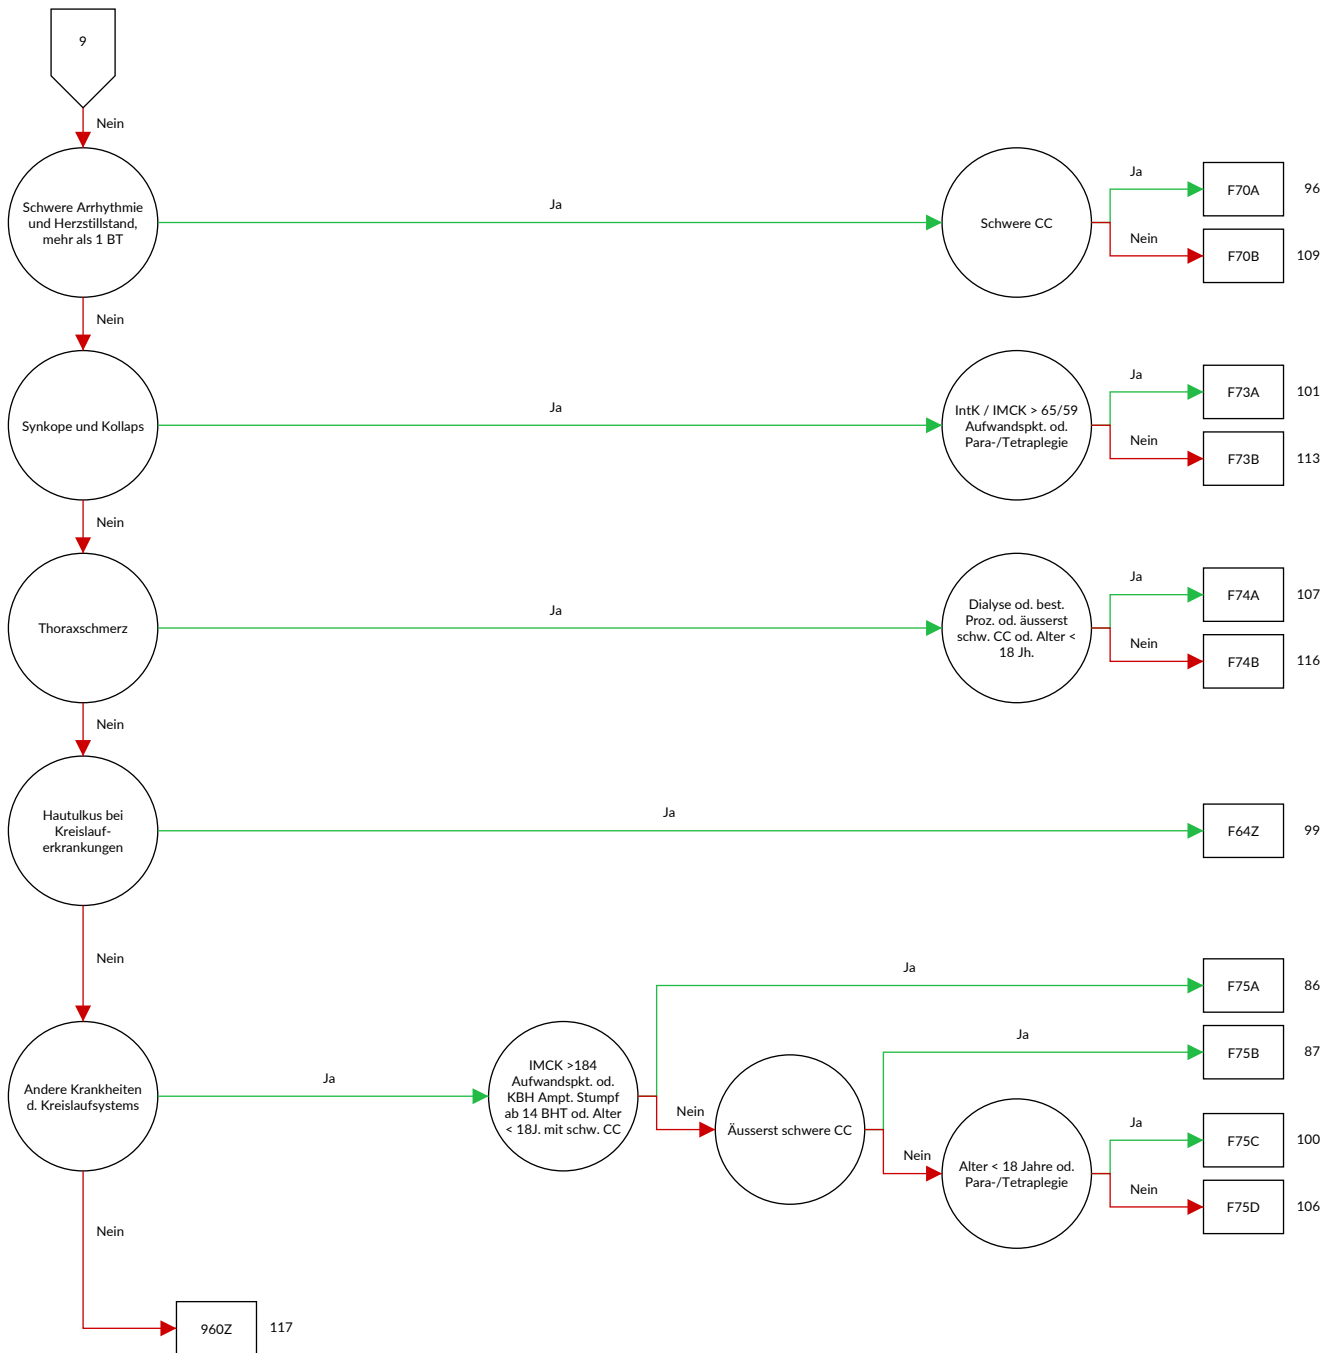 9
Nein
Schwere Arrhythmie
und Herzstillstand,
mehr als 1 BT
Ja
Schwere CC
Ja
F70A
96
Nein
F70B
109
Nein
Synkope und Kollaps
Ja
IntK / IMCK > 65/59
Aufwandspkt. od.
Para-/Tetraplegie
Ja
F73A
101
Nein
F73B
113
Nein
Thoraxschmerz
Ja
Dialyse od. best.
Proz. od. äusserst
schw. CC od. Alter <
18 Jh.
Ja
F74A
107
Nein
F74B
116
Nein
Hautulkus bei
Kreislauf-
erkrankungen
Ja
F64Z
99
Nein
Andere Krankheiten
d. Kreislaufsystems
Ja
IMCK >184
Aufwandspkt. od.
KBH Ampt. Stumpf
ab 14 BHT od. Alter
< 18J. mit schw. CC
Ja
F75A
86
Nein
Äusserst schwere CC
Ja
F75B
87
Nein
Alter < 18 Jahre od.
Para-/Tetraplegie
Ja
F75C
100
Nein
F75D
106
Nein
960Z
117